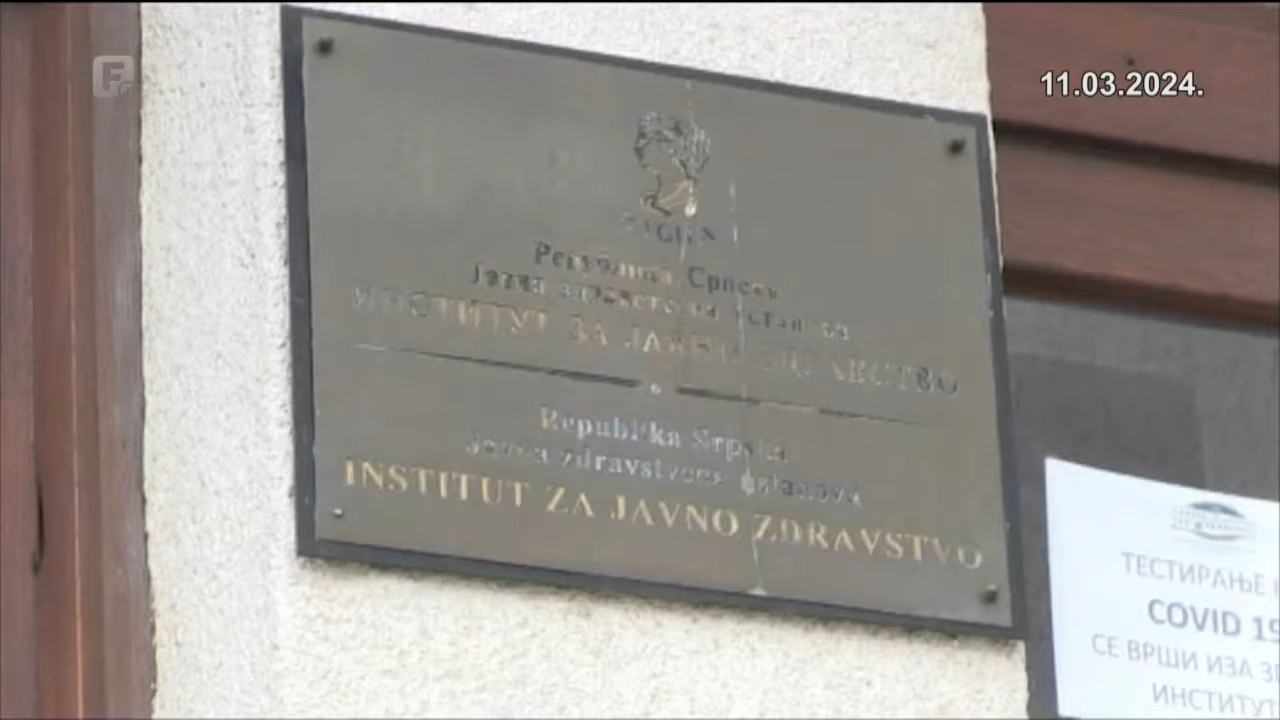 11.03.2024.
Република Српска
Јавна здравствена установа
ИНСТИТУТ ЗА ЈАВНО ЗДРАВСТВО
Republika Srpska
Javna zdravstvena ustanova
INSTITUT ZA JAVNO ZDRAVSTVO
ТЕСТИРАЊЕ
COVID 19
СЕ ВРШИ ИЗА